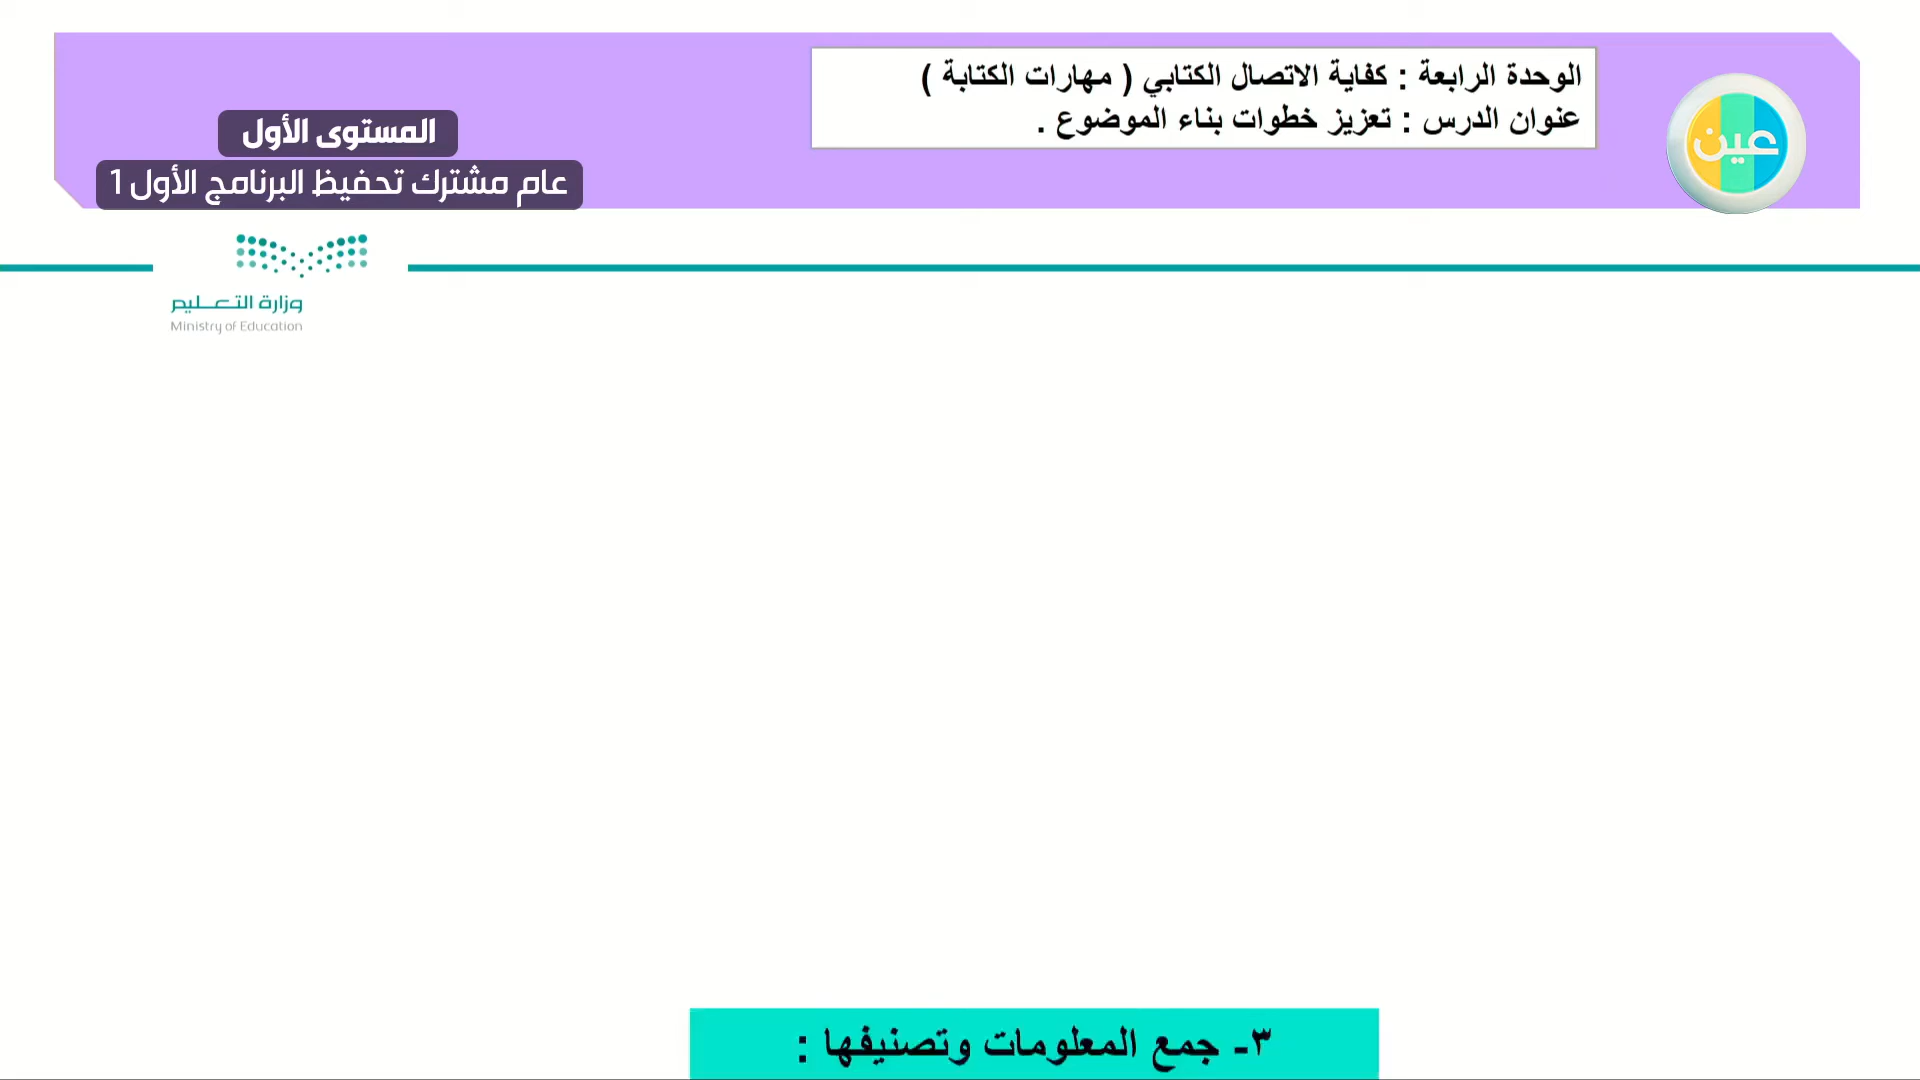 الوحدة الرابعة : كفاية الاتصال الكتابي ( مهارات الكتابة )
عنوان الدرس : تعزيز خطوات بناء الموضوع .
عين
المستوى الأول
عام مشترك تحفيظ البرنامج الأول 1
وزارة التعليم
Ministry of Education
٣- جمع المعلومات وتصنيفها :